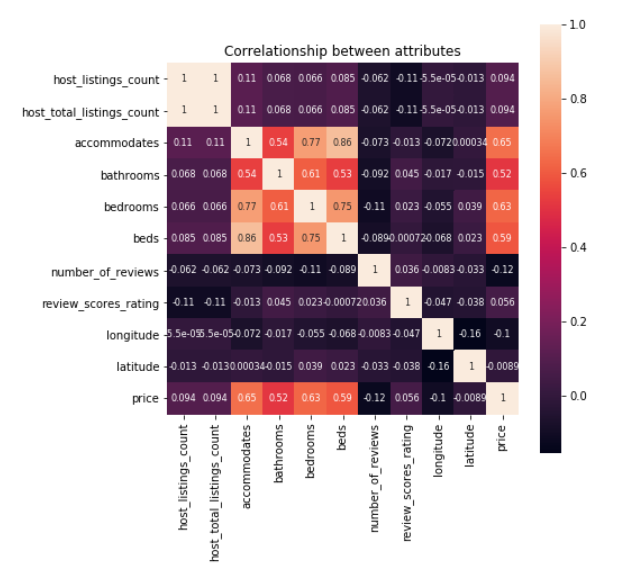 Correlationship between attributes
host_listings_count 1 1 0.11 0.068 0.066 0.085 -0.062 -0.11 -5.5e-05 -0.013 0.094
host_total_listings_count 1 1 0.11 0.068 0.066 0.085 -0.062 -0.11 -5.5e-05 -0.013 0.094
accommodates 0.11 0.11 1 0.54 0.77 0.86 -0.073 -0.013 -0.072 0.00034 0.65
bathrooms 0.068 0.068 0.54 1 0.61 0.53 -0.092 0.045 -0.017 -0.015 0.52
bedrooms 0.066 0.066 0.77 0.61 1 0.75 -0.11 0.023 -0.055 0.039 0.63
beds 0.085 0.085 0.86 0.53 0.75 1 -0.089 -0.00072 -0.068 0.023 0.59
number_of_reviews -0.062 -0.062 -0.073 -0.092 -0.11 -0.089 1 0.036 -0.0083 -0.033 -0.12
review_scores_rating -0.11 -0.11 -0.013 0.045 0.023 -0.00072 0.036 1 -0.047 -0.038 0.056
longitude -5.5e-05 -5.5e-05 -0.072 -0.017 -0.055 -0.068 -0.0083 -0.047 1 -0.16 -0.1
latitude -0.013 -0.013 0.00034 -0.015 0.039 0.023 -0.033 -0.038 -0.16 1 -0.0089
price 0.094 0.094 0.65 0.52 0.63 0.59 -0.12 0.056 -0.1 -0.0089 1
host_listings_count
host_total_listings_count
accommodates
bathrooms
bedrooms
beds
number_of_reviews
review_scores_rating
longitude
latitude
price
1.0
0.8
0.6
0.4
0.2
0.0